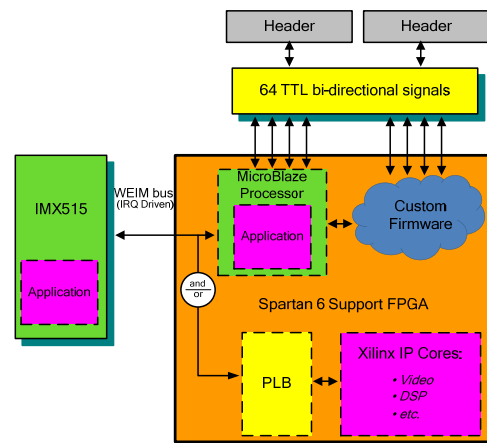 Header
Header
64 TTL bi-directional signals
IMX515
Application
WEIM bus
(IRQ Driven)
MicroBlaze
Processor
Application
Custom
Firmware
and
or
Spartan 6 Support FPGA
PLB
Xilinx IP Cores:
• Video
• DSP
• etc.